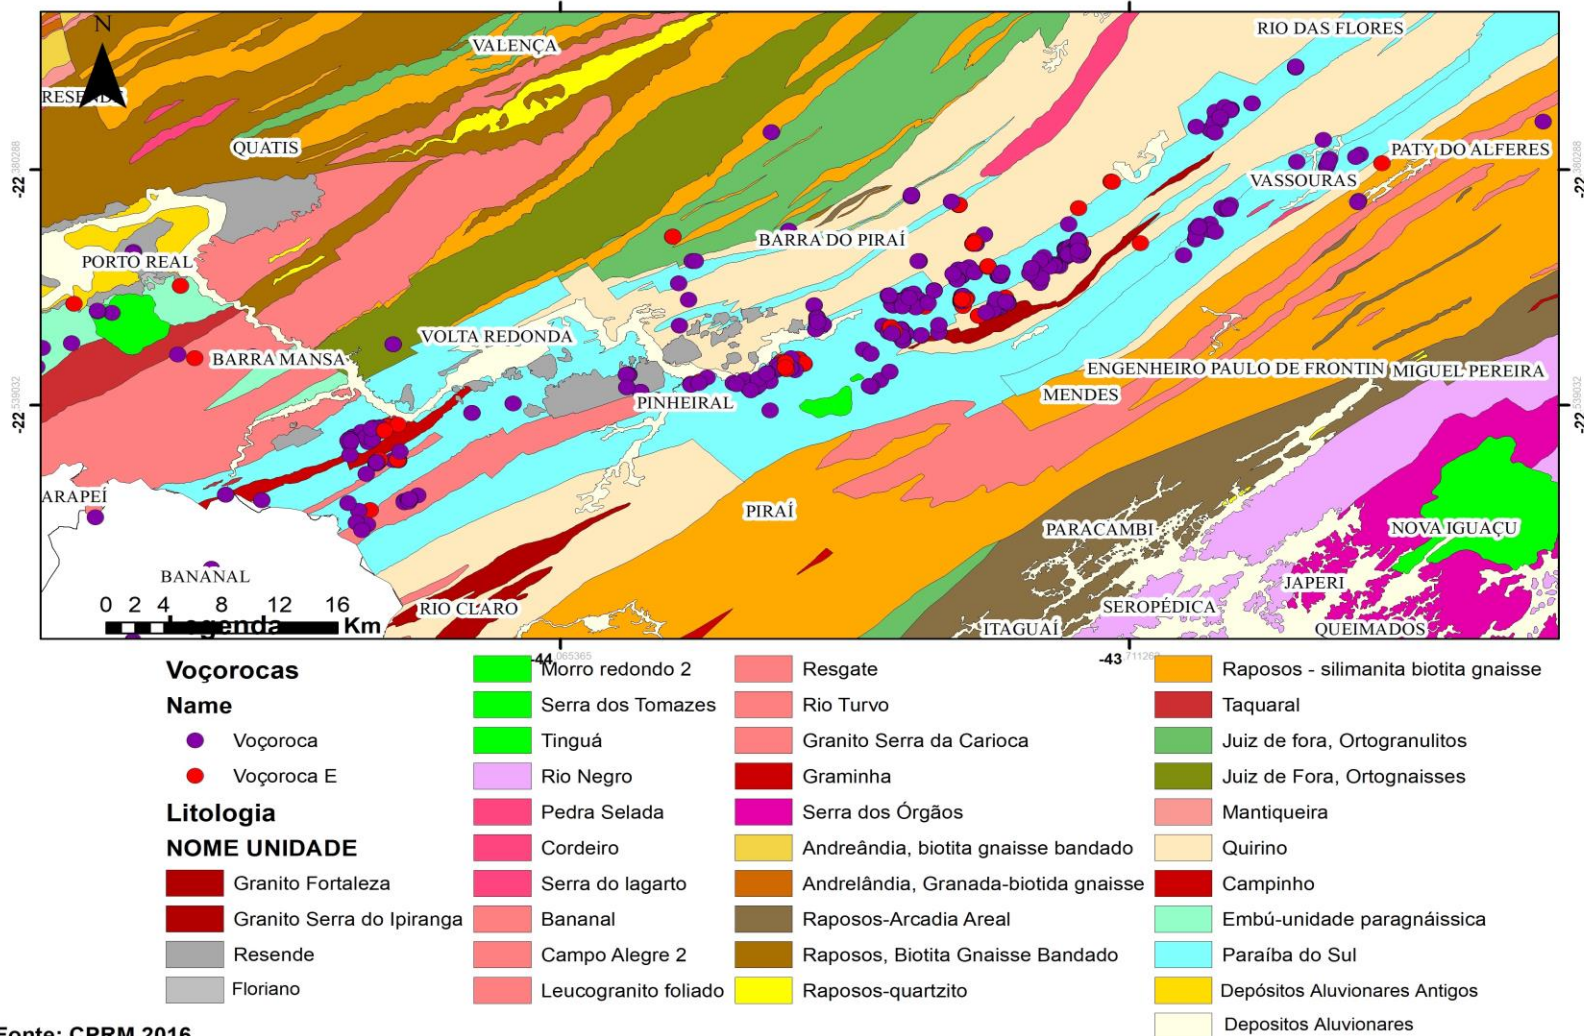 N
RIO DAS FLORES
VALENÇA
RESENDE
QUATIS
PATY DO ALFERES
-22 380288
-22 380288
VASSOURAS
BARRA DO PIRAÍ
PORTO REAL
VOLTA REDONDA
BARRA MANSA
ENGENHEIRO PAULO DE FRONTIN
MIGUEL PEREIRA
MENDES
PINHEIRAL
-22 539032
-22 539032
ARAPEÍ
PIRAÍ
PARACAMBI
NOVA IGUAÇU
BANANAL
JAPERI
RIO CLARO
SEROPÉDICA
ITAGUAÍ
QUEIMADOS
0 2 4 8 12 16
Km
Legenda
-44 065365
-43 711269
Voçorocas
Name
Voçoroca
Voçoroca E
Litologia
NOME UNIDADE
Granito Fortaleza
Granito Serra do Ipiranga
Resende
Floriano
Morro redondo 2
Serra dos Tomazes
Tinguá
Rio Negro
Pedra Selada
Cordeiro
Serra do lagarto
Bananal
Campo Alegre 2
Leucogranito foliado
Resgate
Rio Turvo
Granito Serra da Carioca
Graminha
Serra dos Órgãos
Andreândia, biotita gnaisse bandado
Andrelândia, Granada-biotida gnaisse
Raposos-Arcadia Areal
Raposos, Biotita Gnaisse Bandado
Raposos-quartzito
Raposos - silimanita biotita gnaisse
Taquaral
Juiz de fora, Ortogranulitos
Juiz de Fora, Ortognaisses
Mantiqueira
Quirino
Campinho
Embú-unidade paragnáissica
Paraíba do Sul
Depósitos Aluvionares Antigos
Depositos Aluvionares
Fonte: CPRM 2016